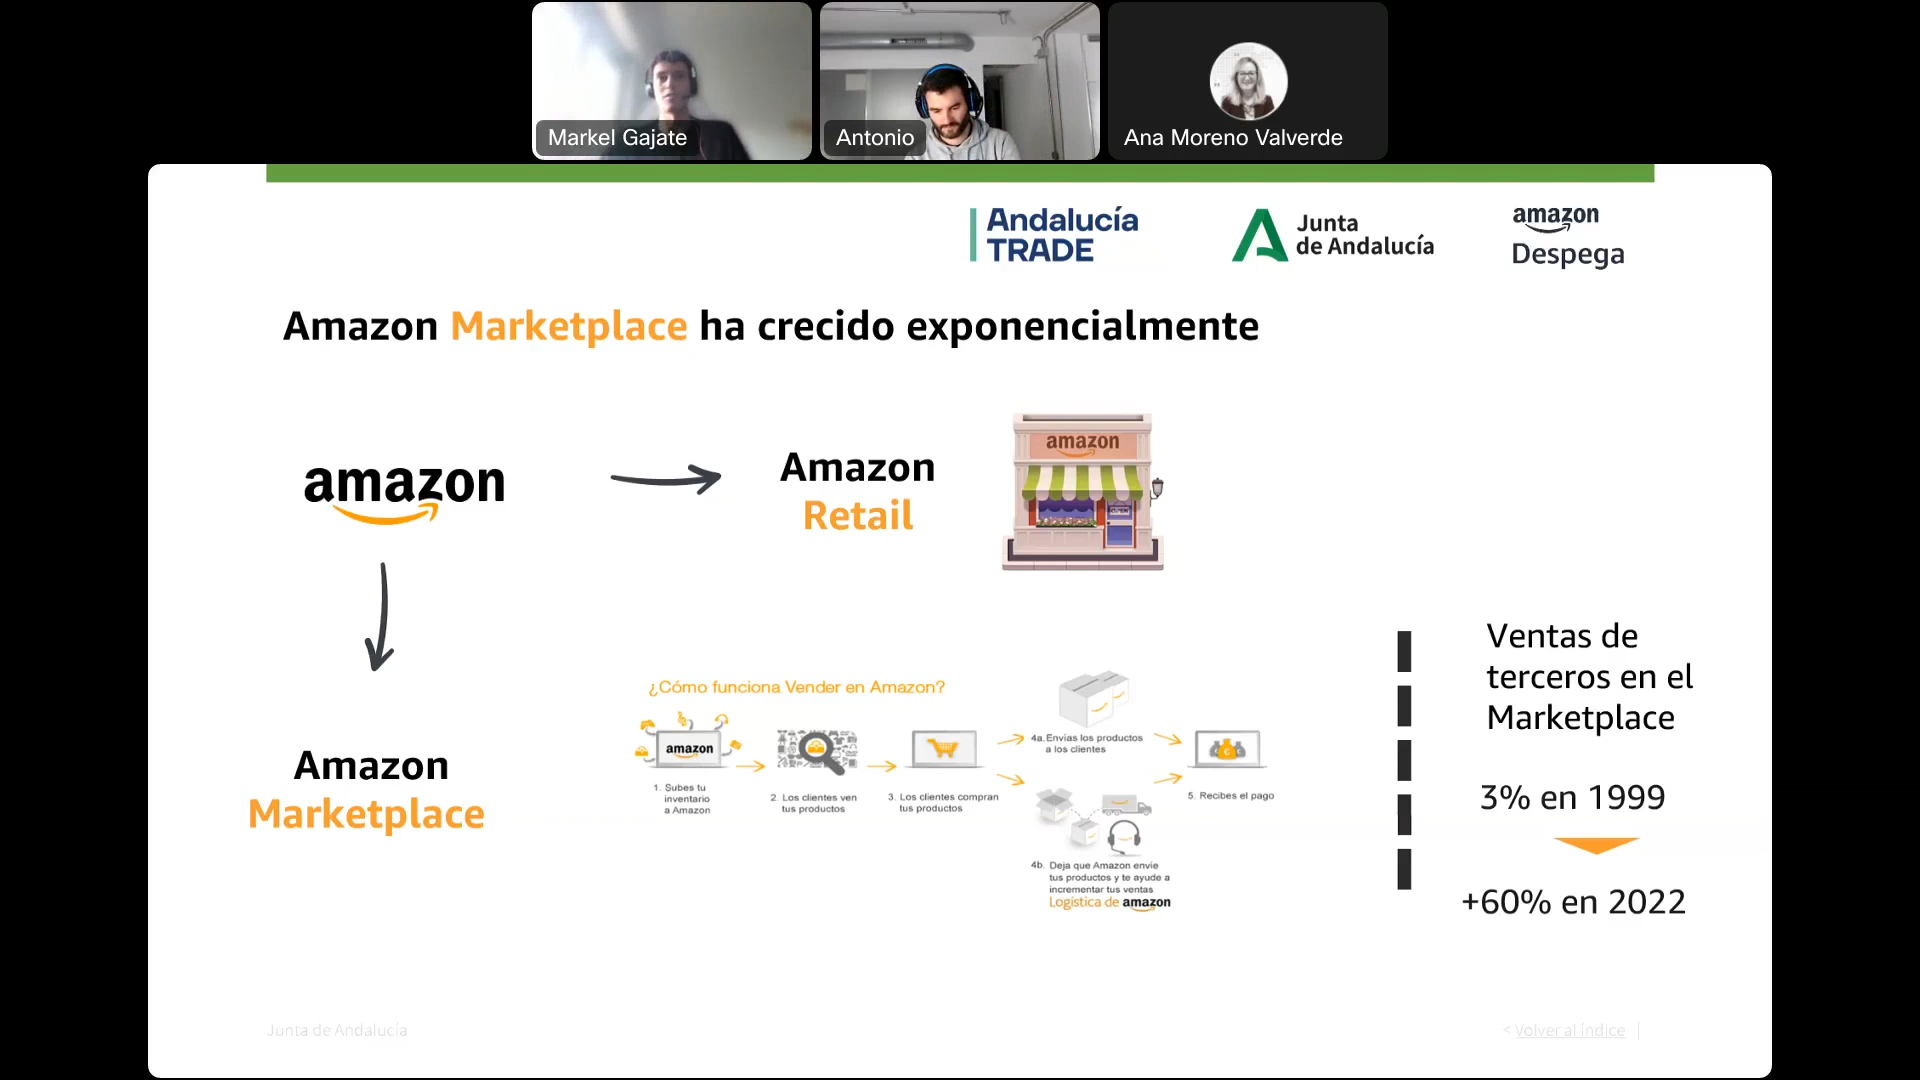 Markel Gajate
Antonio
Ana Moreno Valverde
Andalucía
TRADE
Junta
de Andalucía
amazon
Despega
Amazon Marketplace ha crecido exponencialmente
amazon
Amazon
Retail
amazon
Amazon
Marketplace
¿Cómo funciona Vender en Amazon?
amazon
1. Subes tu
inventario
a Amazon
2. Los clientes ven
tus productos
3. Los clientes compran
tus productos
4a. Envías los productos
a los clientes
4b. Deja que Amazon envie
tus productos y te ayude a
incrementar tus ventas
Logística de amazon
5. Recibes el pago
Ventas de
terceros en el
Marketplace
3% en 1999
+60% en 2022
Junta de Andalucía
< Volver al índice |